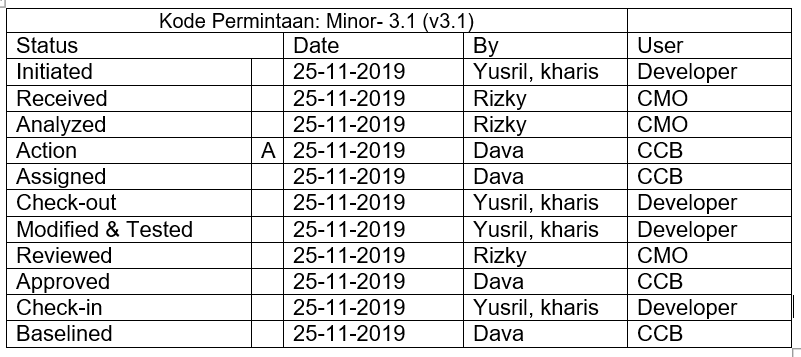 Kode Permintaan: Minor- 3.1 (v3.1)
Status Date By User
Initiated 25-11-2019 Yusril, kharis Developer
Received 25-11-2019 Rizky CMO
Analyzed 25-11-2019 Rizky CMO
Action A 25-11-2019 Dava CCB
Assigned 25-11-2019 Dava CCB
Check-out 25-11-2019 Yusril, kharis Developer
Modified & Tested 25-11-2019 Yusril, kharis Developer
Reviewed 25-11-2019 Rizky CMO
Approved 25-11-2019 Dava CCB
Check-in 25-11-2019 Yusril, kharis Developer
Baselined 25-11-2019 Dava CCB